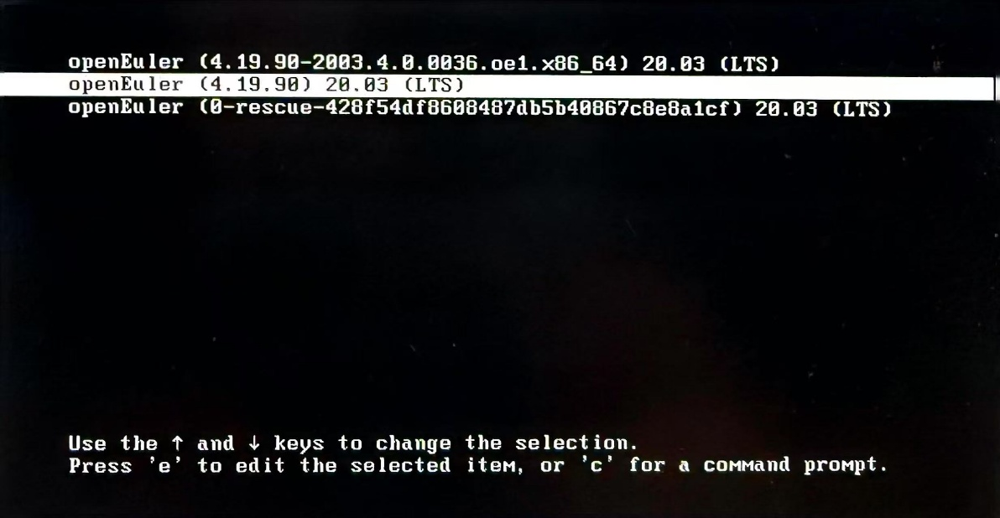 openEuler (4.19.90-2003.4.0.0036.oe1.x86_64) 20.03 (LTS)
openEuler (4.19.90) 20.03 (LTS)
openEuler (0-rescue-428f54df8608487db5b40867c8e8a1cf) 20.03 (LTS)
Use the ↑ and ↓ keys to change the selection.
Press 'e' to edit the selected item, or 'c' for a command prompt.